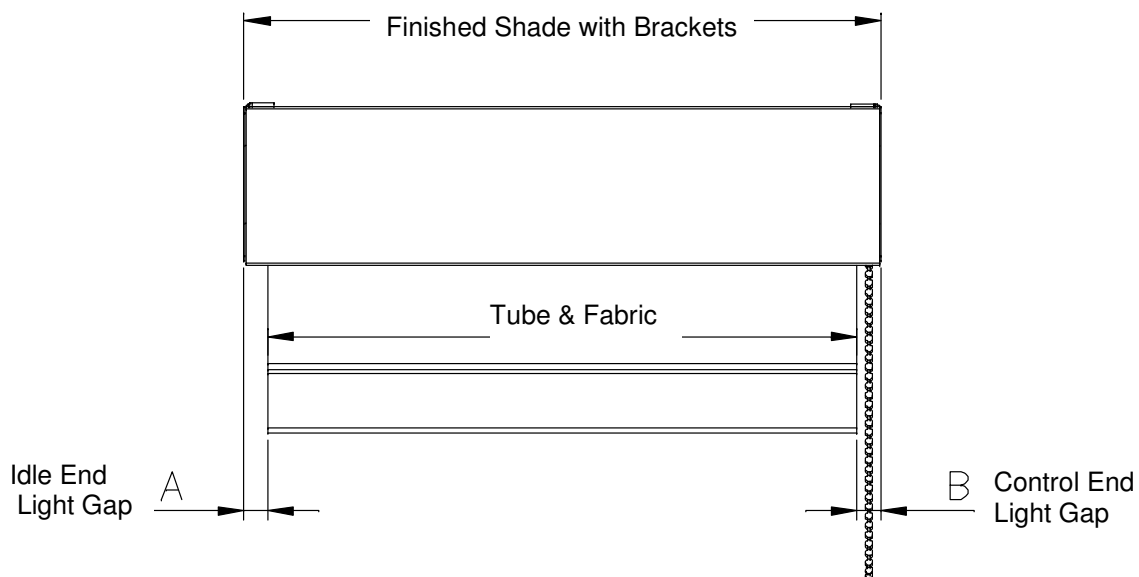 Finished Shade with Brackets
Tube & Fabric
Idle End
Light Gap
A
B
Control End
Light Gap